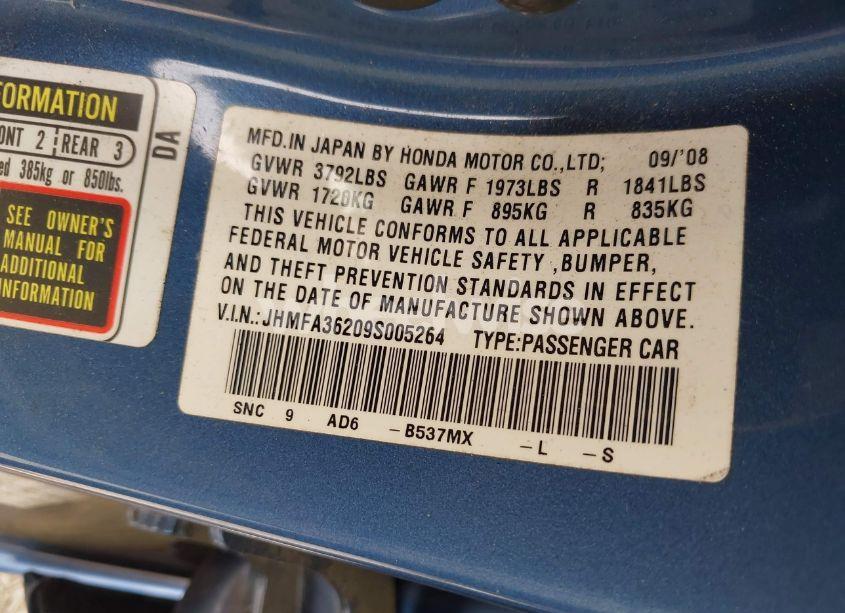 FORMATION
ONT 2 REAR 3
ed 385kg or 850lbs.
DA
SEE OWNER'S
MANUAL FOR
ADDITIONAL
INFORMATION
MFD.IN JAPAN BY HONDA MOTOR CO.,LTD; 09/'08
GVWR 3792LBS GAWR F 1973LBS R 1841LBS
GVWR 1720KG GAWR F 895KG R 835KG
THIS VEHICLE CONFORMS TO ALL APPLICABLE
FEDERAL MOTOR VEHICLE SAFETY ,BUMPER,
AND THEFT PREVENTION STANDARDS IN EFFECT
ON THE DATE OF MANUFACTURE SHOWN ABOVE.
V.I.N.:JHMFA36209S005264 TYPE:PASSENGER CAR
SNC 9 AD6 -B537MX -L -S